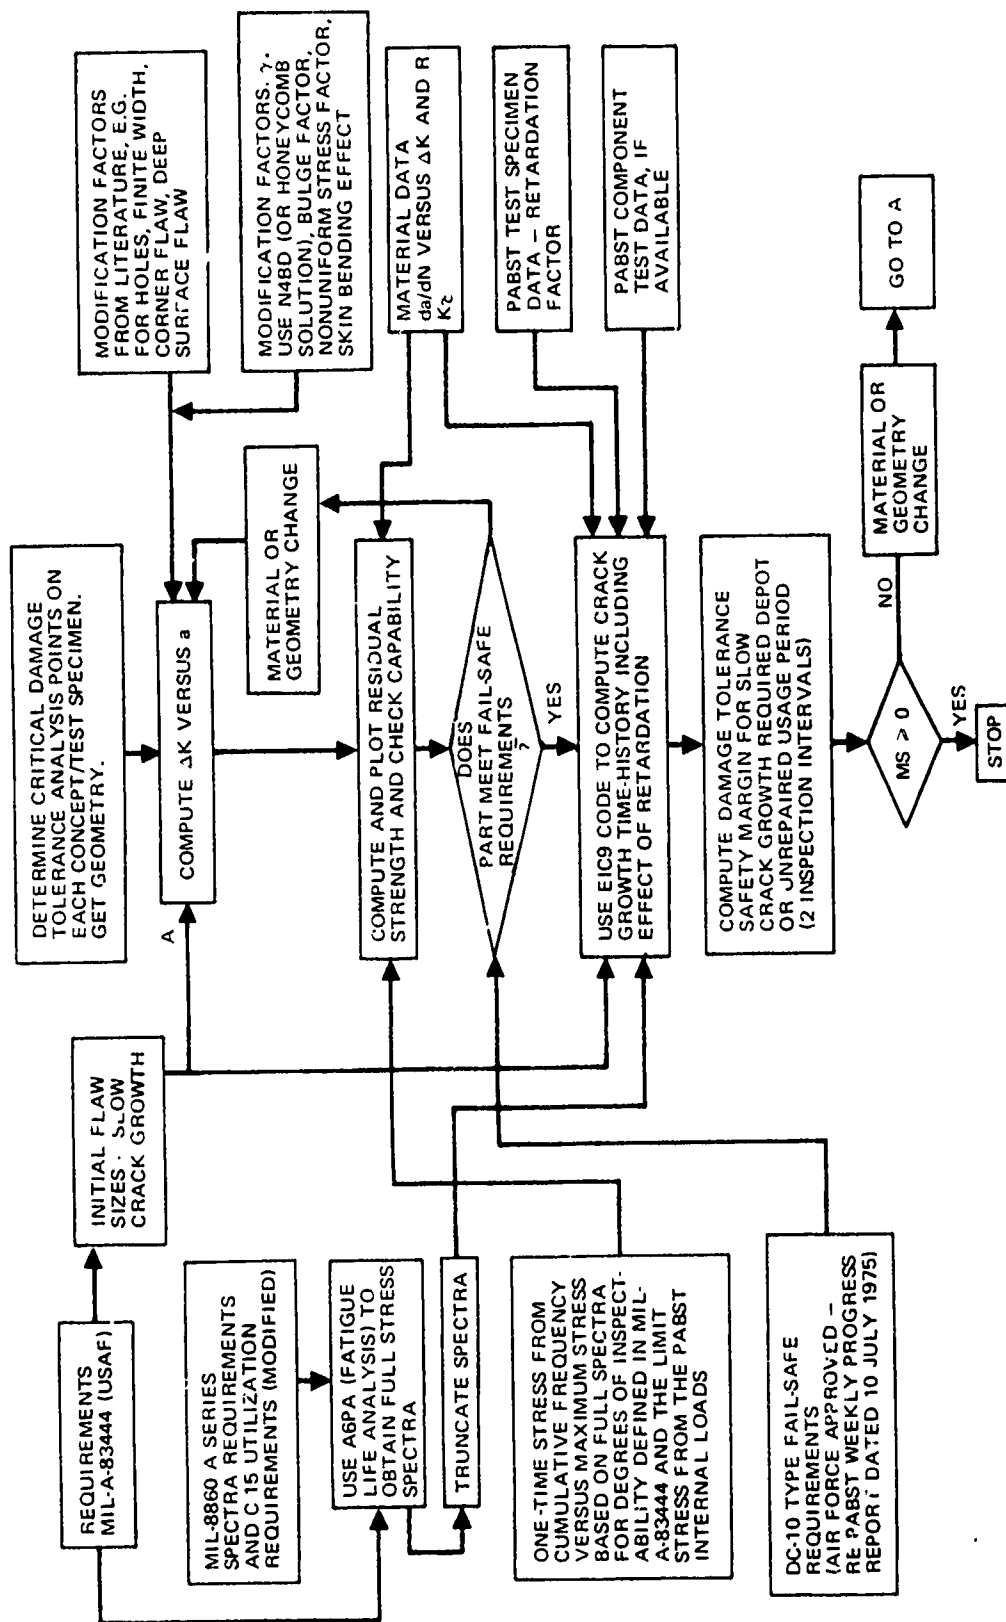 REQUIREMENTS
MIL-A-83444 (USAF)
INITIAL FLAW
SIZES - SLOW
CRACK GROWTH
DETERMINE CRITICAL DAMAGE
TOLERANCE ANALYSIS POINTS ON
EACH CONCEPT/TEST SPECIMEN.
GET GEOMETRY.
MODIFICATION FACTORS
FROM LITERATURE, E.G.
FOR HOLES, FINITE WIDTH,
CORNER FLAW, DEEP
SURFACE FLAW
A
COMPUTE ΔK VERSUS a
MODIFICATION FACTORS, γ.
USE N4BD (OR HONEYCOMB
SOLUTION), BULGE FACTOR,
NONUNIFORM STRESS FACTOR,
SKIN BENDING EFFECT
MIL-8860 A SERIES
SPECTRA REQUIREMENTS
AND C 15 UTILIZATION
REQUIREMENTS (MODIFIED)
MATERIAL OR
GEOMETRY CHANGE
USE A6PA (FATIGUE
LIFE ANALYSIS) TO
OBTAIN FULL STRESS
SPECTRA
COMPUTE AND PLOT RESIDUAL
STRENGTH AND CHECK CAPABILITY
MATERIAL DATA
da/dN VERSUS ΔK AND R
Kc
TRUNCATE SPECTRA
DOES
PART MEET FAIL-SAFE
REQUIREMENTS
?
PABST TEST SPECIMEN
DATA – RETARDATION
FACTOR
YES
ONE-TIME STRESS FROM
CUMULATIVE FREQUENCY
VERSUS MAXIMUM STRESS
BASED ON FULL SPECTRA
FOR DEGREES OF INSPECT-
ABILITY DEFINED IN MIL-
A-83444 AND THE LIMIT
STRESS FROM THE PABST
INTERNAL LOADS
USE EIC9 CODE TO COMPUTE CRACK
GROWTH TIME-HISTORY INCLUDING
EFFECT OF RETARDATION
PABST COMPONENT
TEST DATA, IF
AVAILABLE
DC-10 TYPE FAIL-SAFE
REQUIREMENTS
(AIR FORCE APPROVED –
RE PABST WEEKLY PROGRESS
REPORT DATED 10 JULY 1975)
COMPUTE DAMAGE TOLERANCE
SAFETY MARGIN FOR SLOW
CRACK GROWTH REQUIRED DEPOT
OR UNREPAIRED USAGE PERIOD
(2 INSPECTION INTERVALS)
MS ≥ 0
NO
MATERIAL OR
GEOMETRY
CHANGE
GO TO A
YES
STOP